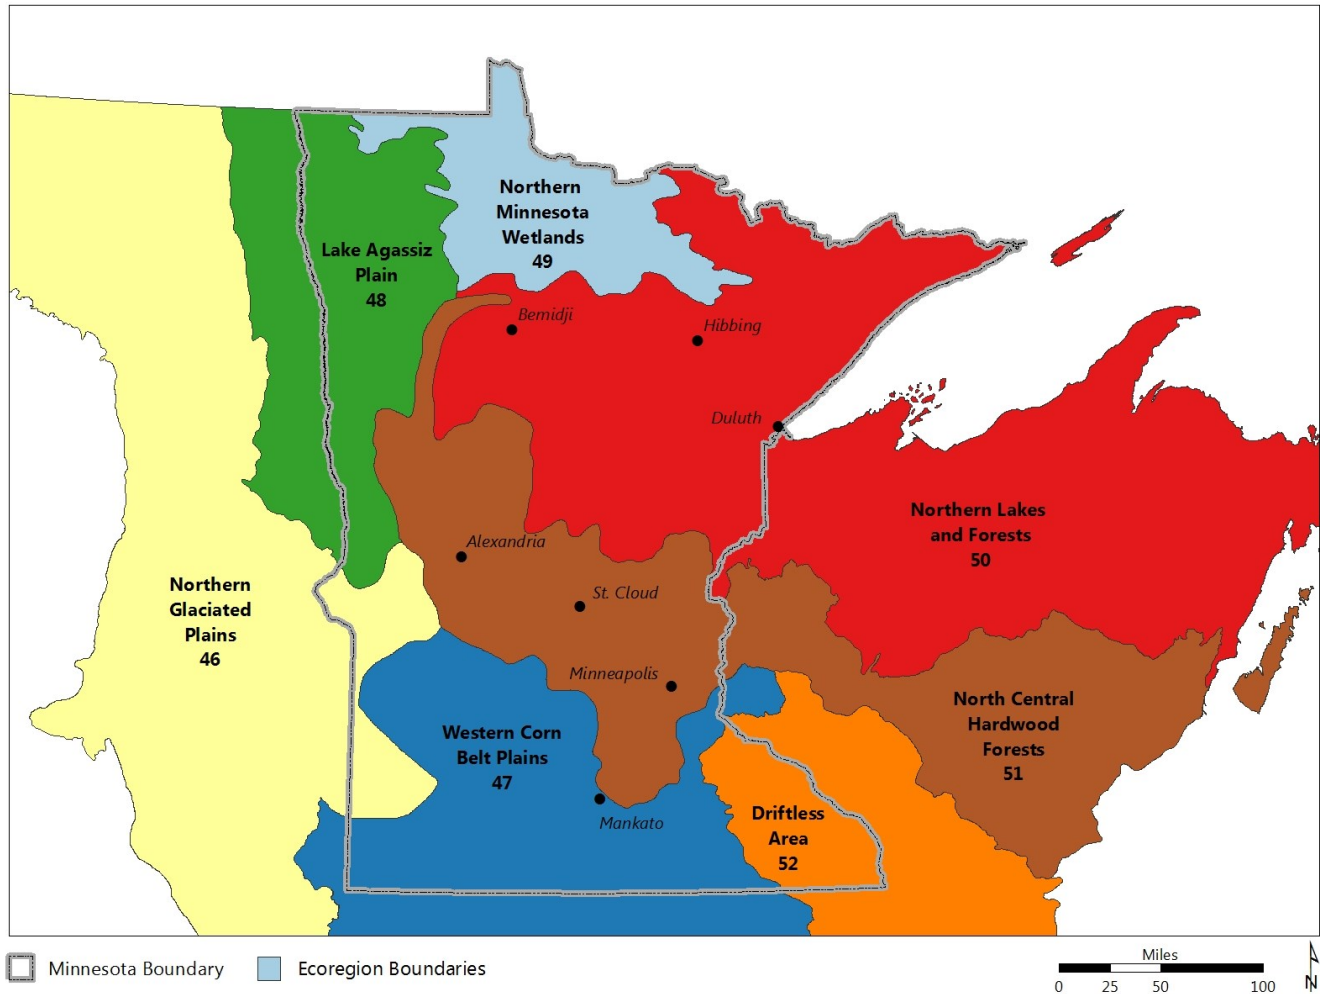 Northern
Minnesota
Wetlands
49
Lake Agassiz
Plain
48
Bemidji
Hibbing
Duluth
Northern Lakes
and Forests
50
Alexandria
St. Cloud
Northern
Glaciated
Plains
46
Minneapolis
North Central
Hardwood
Forests
51
Western Corn
Belt Plains
47
Driftless
Area
52
Mankato
Minnesota Boundary
Ecoregion Boundaries
Miles
0 25 50 100
N